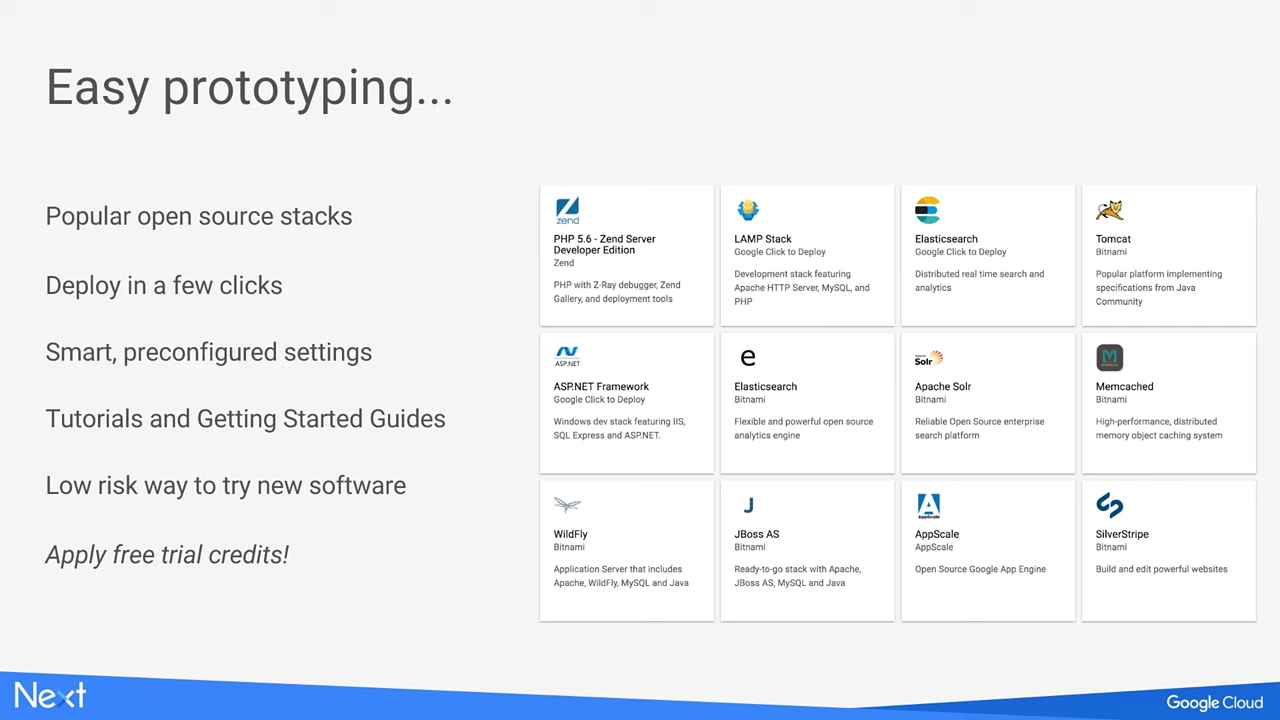 Easy prototyping...
Popular open source stacks
Deploy in a few clicks
Smart, preconfigured settings
Tutorials and Getting Started Guides
Low risk way to try new software
Apply free trial credits!
zend
PHP 5.6 - Zend Server
Developer Edition
Zend
PHP with Z-Ray debugger, Zend
Gallery, and deployment tools
LAMP Stack
Google Click to Deploy
Development stack featuring
Apache HTTP Server, MySQL, and
PHP
Elasticsearch
Google Click to Deploy
Distributed real time search and
analytics
Tomcat
Bitnami
Popular platform implementing
specifications from Java
Community
ASP.NET
ASP.NET Framework
Google Click to Deploy
Windows dev stack featuring IIS,
SQL Express and ASP.NET.
e
Elasticsearch
Bitnami
Flexible and powerful open source
analytics engine
Solr
Apache Solr
Bitnami
Reliable Open Source enterprise
search platform
M
Memcached
Bitnami
High-performance, distributed
memory object caching system
WildFly
Bitnami
Application Server that includes
Apache, WildFly, MySQL and Java
J
JBoss AS
Bitnami
Ready-to-go stack with Apache,
JBoss AS, MySQL and Java
AppScale
AppScale
AppScale
Open Source Google App Engine
SilverStripe
Bitnami
Build and edit powerful websites
Next
Google Cloud